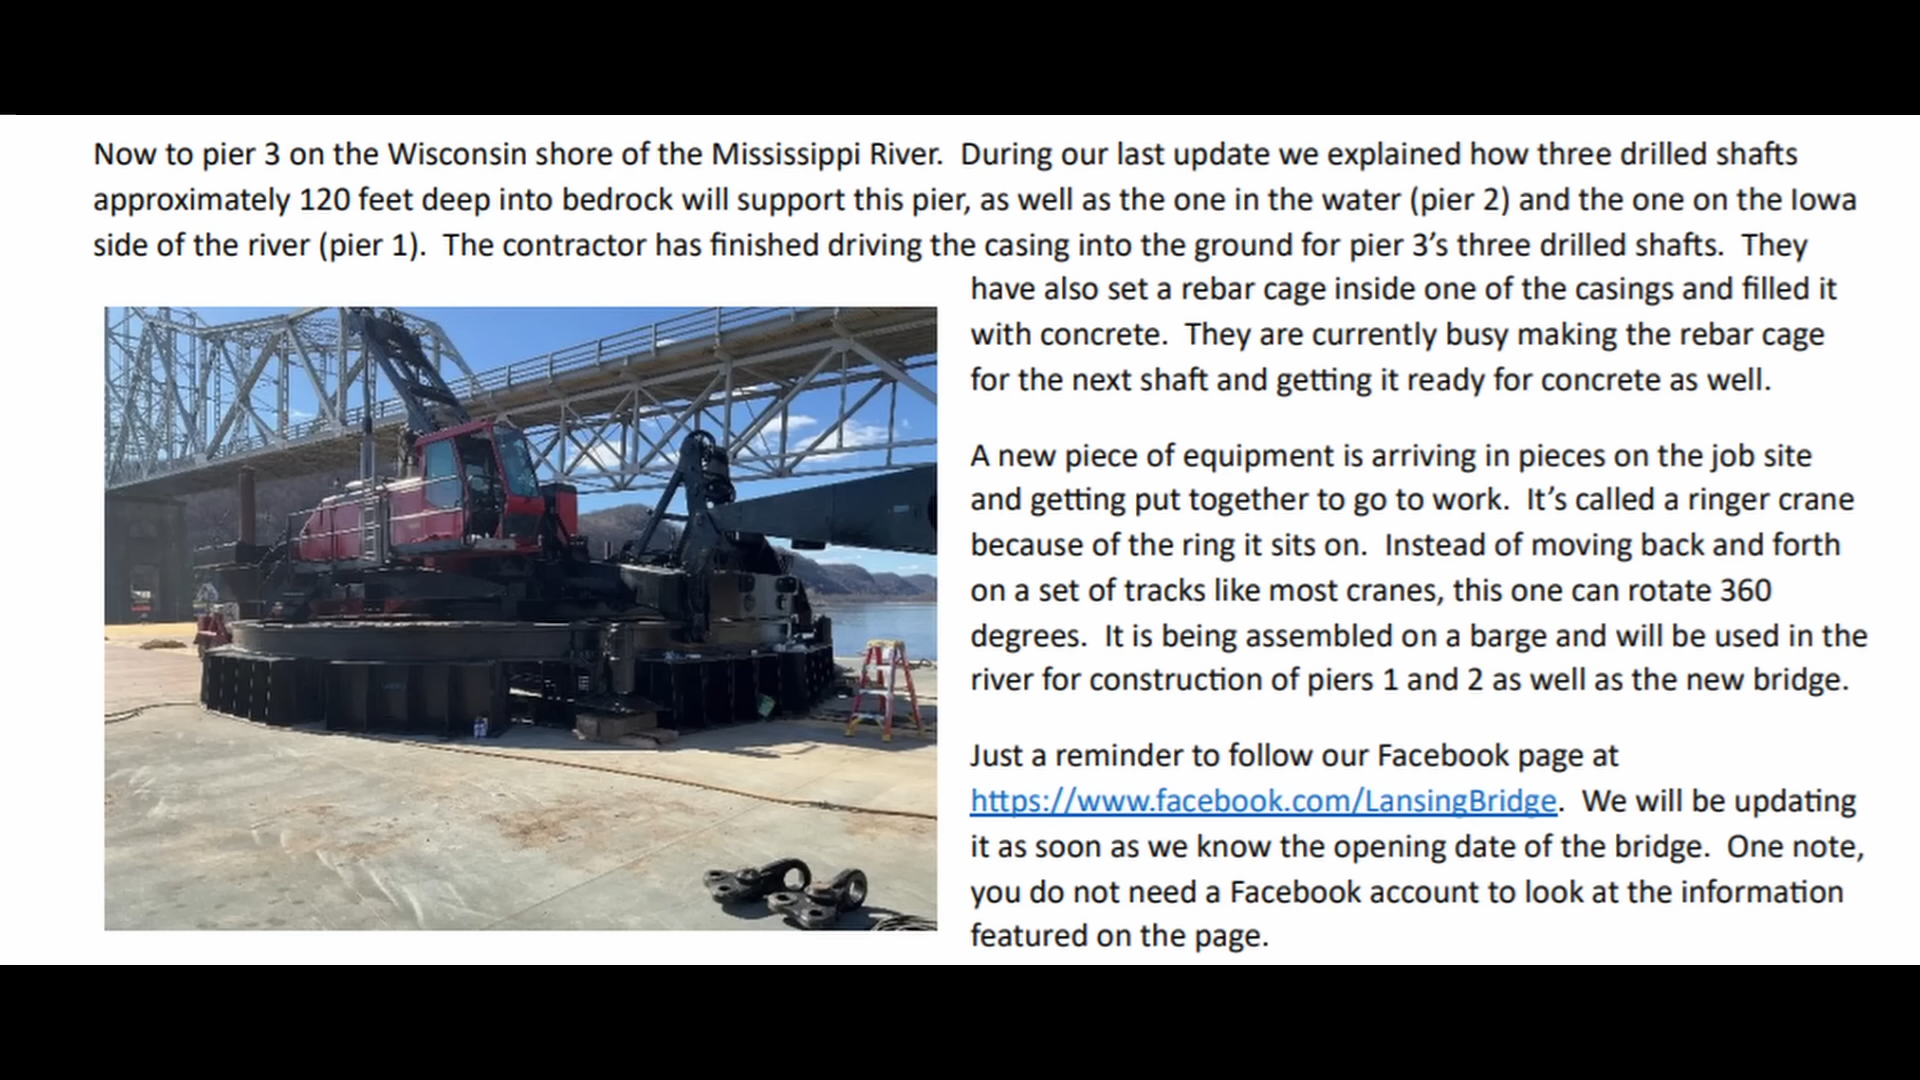 Now to pier 3 on the Wisconsin shore of the Mississippi River.  During our last update we explained how three drilled shafts
approximately 120 feet deep into bedrock will support this pier, as well as the one in the water (pier 2) and the one on the Iowa
side of the river (pier 1).  The contractor has finished driving the casing into the ground for pier 3’s three drilled shafts.  They
have also set a rebar cage inside one of the casings and filled it
with concrete.  They are currently busy making the rebar cage
for the next shaft and getting it ready for concrete as well.
A new piece of equipment is arriving in pieces on the job site
and getting put together to go to work.  It’s called a ringer crane
because of the ring it sits on.  Instead of moving back and forth
on a set of tracks like most cranes, this one can rotate 360
degrees.  It is being assembled on a barge and will be used in the
river for construction of piers 1 and 2 as well as the new bridge.
Just a reminder to follow our Facebook page at
https://www.facebook.com/LansingBridge.  We will be updating
it as soon as we know the opening date of the bridge.  One note,
you do not need a Facebook account to look at the information
featured on the page.